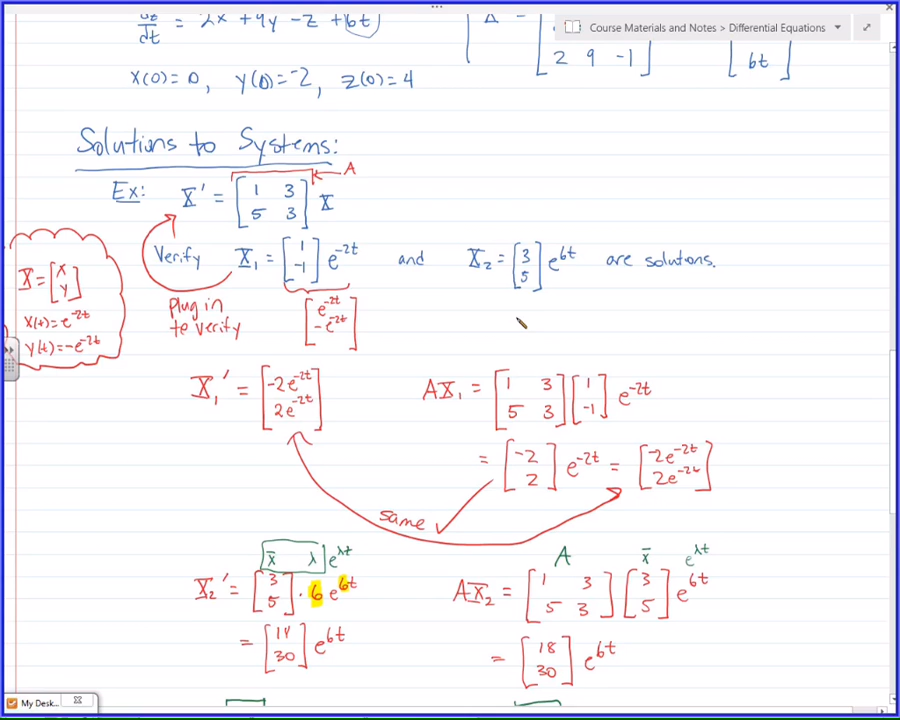 dz/dt = 2x + 9y - z + 6t
2 9 -1
6t
Course Materials and Notes > Differential Equations
x(0) = 0, y(0) = -2, z(0) = 4
Solutions to Systems:
Ex: X' = [1 3; 5 3] X ← A
Verify X₁ = [1; -1] e^{-2t} and X₂ = [3; 5] e^{6t} are solutions.
X = [x; y]
x(t) = e^{-2t}
y(t) = -e^{-2t}
Plug in
to verify
[e^{-2t}; -e^{-2t}]
X₁' = [-2e^{-2t}; 2e^{-2t}]
AX₁ = [1 3; 5 3] [1; -1] e^{-2t}
= [-2; 2] e^{-2t} = [-2e^{-2t}; 2e^{-2t}]
same
x̄ λ e^{λt}
A x̄ e^{λt}
X₂' = [3; 5] · 6 e^{6t}
AX₂ = [1 3; 5 3] [3; 5] e^{6t}
= [18; 30] e^{6t}
= [18; 30] e^{6t}
My Desk...